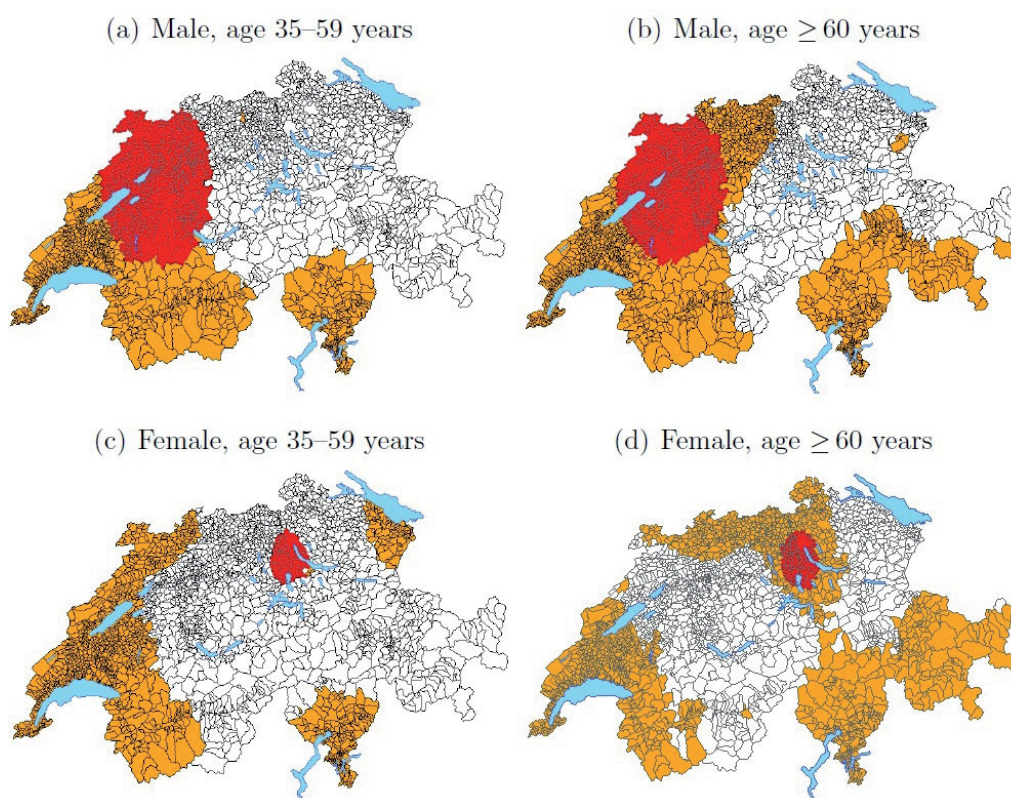 (a) Male, age 35–59 years
(b) Male, age ≥ 60 years
(c) Female, age 35–59 years
(d) Female, age ≥ 60 years